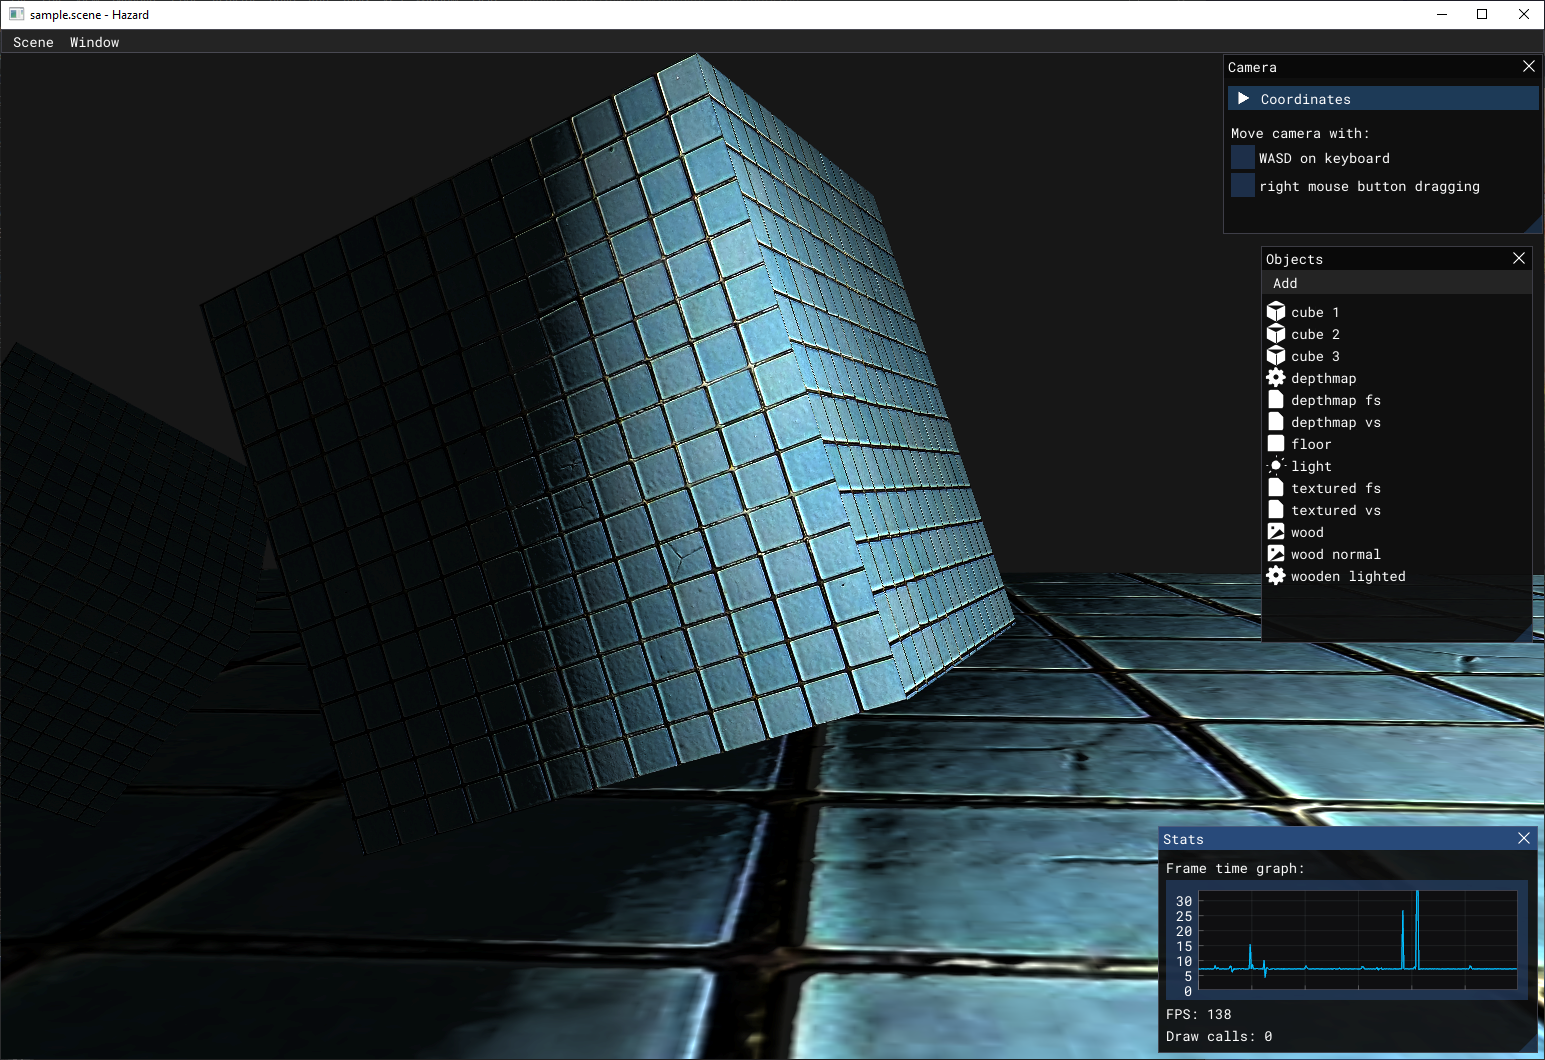 sample.scene - Hazard
Scene Window
Camera
Coordinates
Move camera with:
WASD on keyboard
right mouse button dragging
Objects
Add
cube 1
cube 2
cube 3
depthmap
depthmap fs
depthmap vs
floor
light
textured fs
textured vs
wood
wood normal
wooden lighted
Stats
Frame time graph:
30
25
20
15
10
5
0
FPS: 138
Draw calls: 0